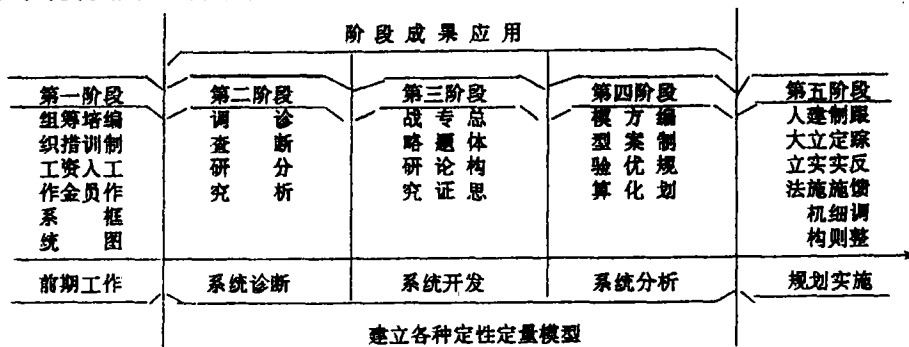 阶段成果应用
第一阶段
组织工作系统
筹措资金
培训人员
编制工作框图
第二阶段
调查研究
诊断分析
第三阶段
战略研究
专题论证
总体构思
第四阶段
模型验算
方案优化
编制规划
第五阶段
人大立法
建立实施机构
制定实施细则
跟踪反馈调整
前期工作
系统诊断
系统开发
系统分析
规划实施
建立各种定性定量模型